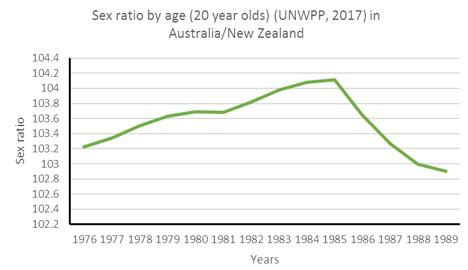 Sex ratio by age (20 year olds) (UNWPP, 2017) in
Australia/New Zealand
104.4
104.2
104
103.8
103.6
103.4
103.2
103
102.8
102.6
102.4
102.2
Sex ratio
1976 1977 1978 1979 1980 1981 1982 1983 1984 1985 1986 1987 1988 1989
Years